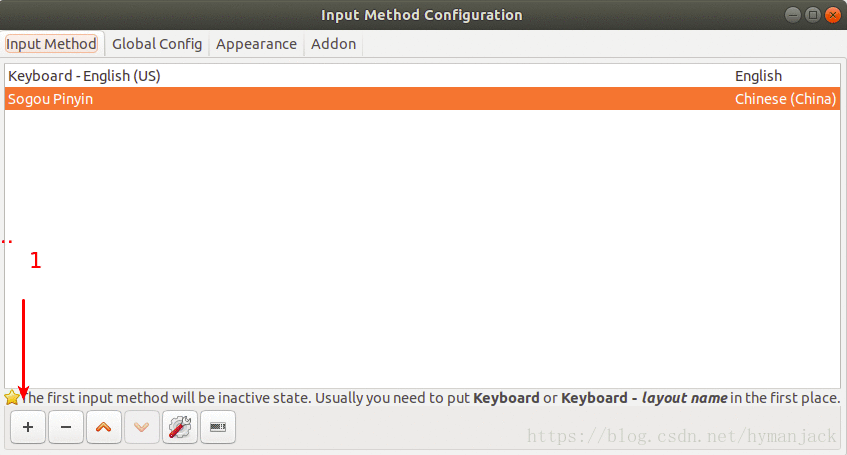 Input Method Configuration
Input Method Global Config Appearance Addon
Keyboard - English (US) English
Sogou Pinyin Chinese (China)
1
The first input method will be inactive state. Usually you need to put Keyboard or Keyboard - layout name in the first place.
https://blog.csdn.net/hymanjack